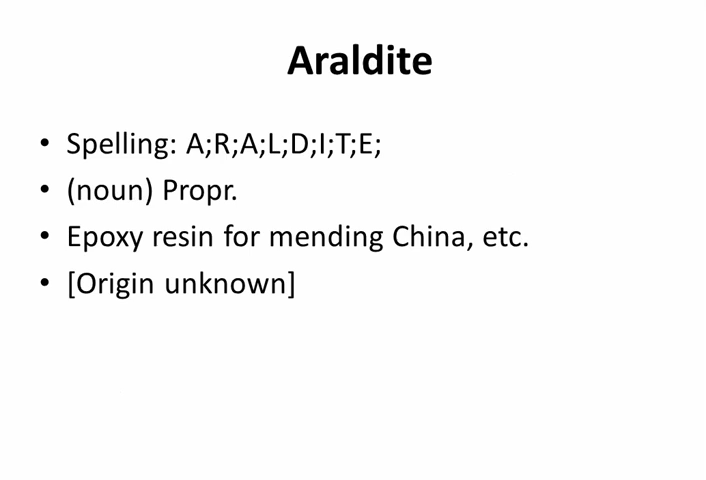 Araldite
• Spelling: A;R;A;L;D;I;T;E;
• (noun) Propr.
• Epoxy resin for mending China, etc.
• [Origin unknown]